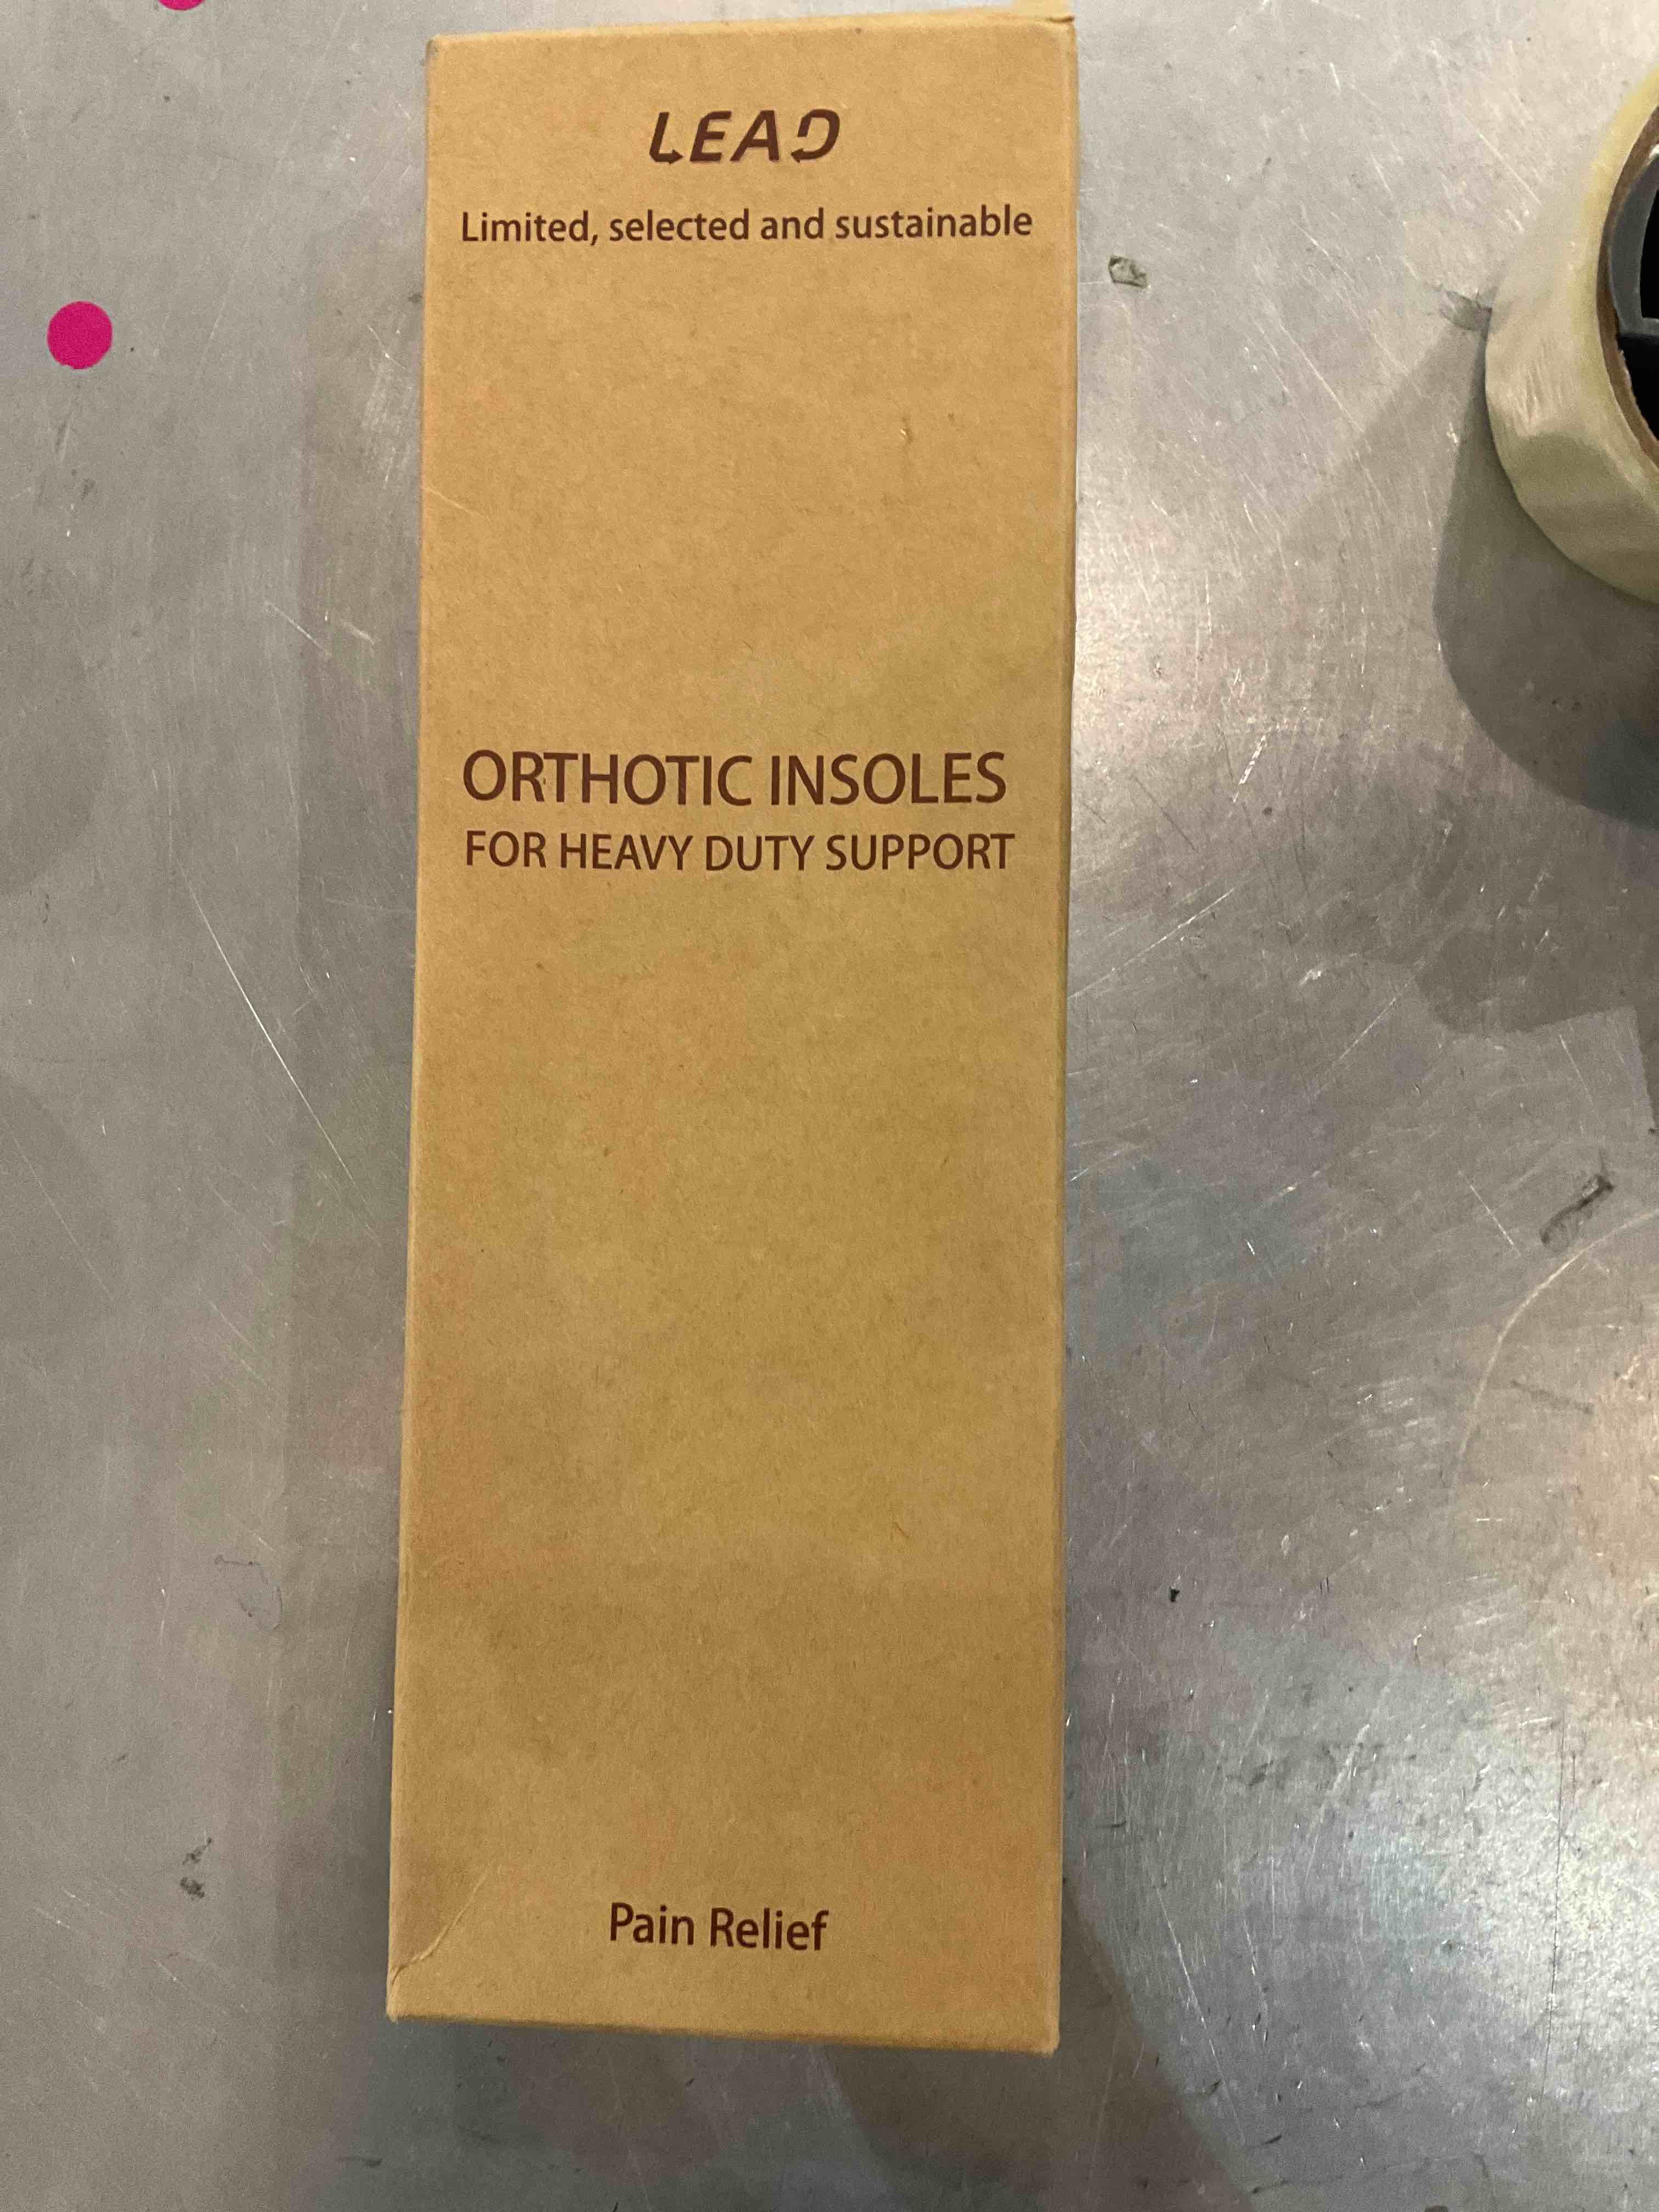 LEAD
Limited, selected and sustainable
ORTHOTIC INSOLES
FOR HEAVY DUTY SUPPORT
Pain Relief